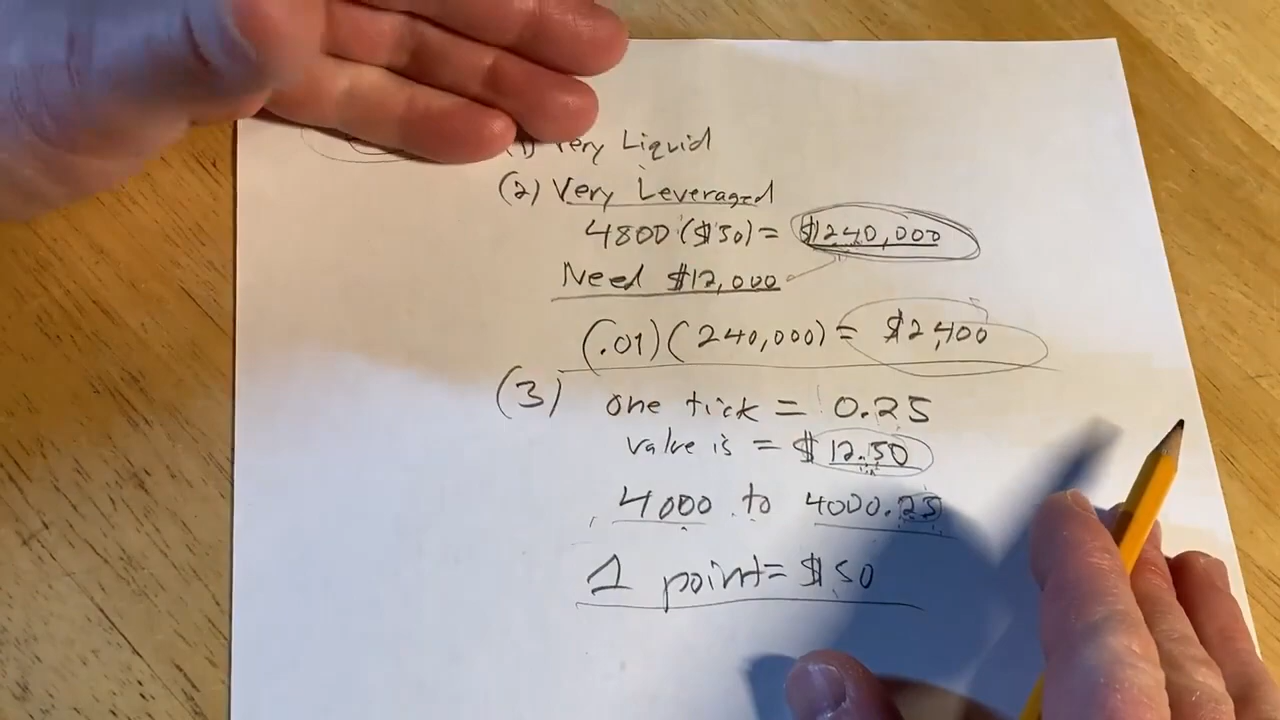 (1) Very Liquid
(2) Very Leveraged
4800 ($50) = $240,000
Need $12,000
(.01) (240,000) = $2,400
(3) one tick = 0.25
value is = $12.50
4000 to 4000.25
1 point = $50